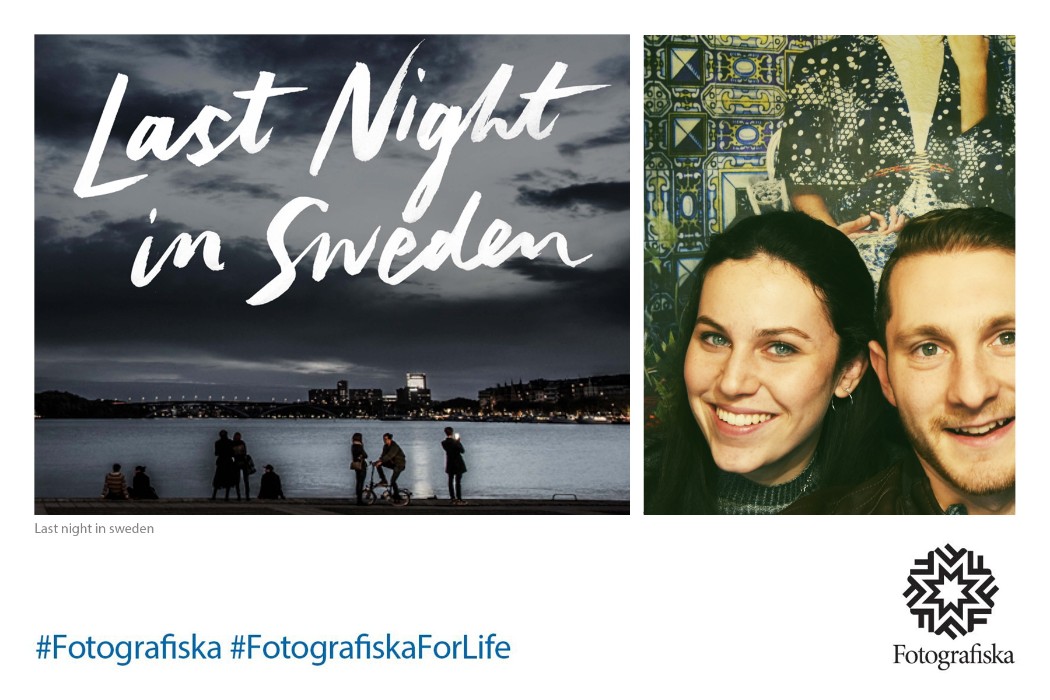 Last Night
in Sweden
Last night in sweden
#Fotografiska #FotografiskaForLife
Fotografiska